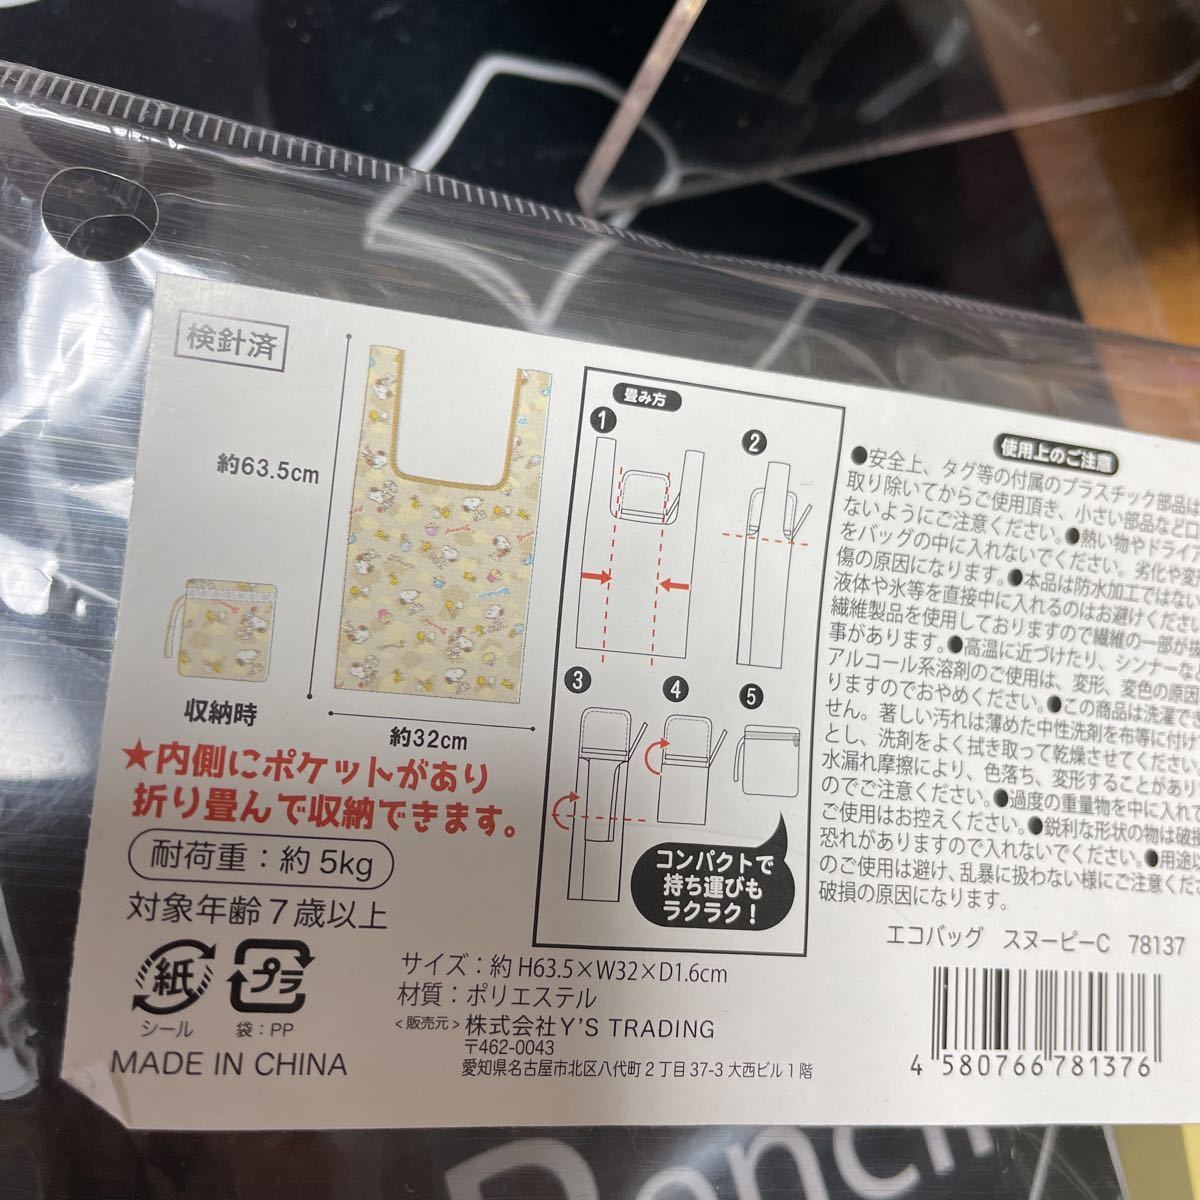 検針済
約63.5cm
収納時
約32cm
★内側にポケットがあり
折り畳んで収納できます。
耐荷重：約5kg
対象年齢7歳以上
紙
シール
プラ
袋：PP
MADE IN CHINA
畳み方
1
2
3
4
5
コンパクトで
持ち運びも
ラクラク！
サイズ：約 H63.5×W32×D1.6cm
材質：ポリエステル
<販売元>株式会社Y'S TRADING
〒462-0043
愛知県名古屋市北区八代町2丁目37-3 大西ビル1階
使用上のご注意
●安全上、タグ等の付属のプラスチック部品は
取り除いてからご使用頂き、小さい部品など口
ないようにご注意ください。●熱い物やドライア
をバッグの中に入れないでください。劣化や変
傷の原因になります。●本品は防水加工ではない
液体や氷等を直接中に入れるのはお避けくださ
繊維製品を使用しておりますので繊維の一部が抜
事があります。●高温に近づけたり、シンナーな
アルコール系溶剤のご使用は、変形、変色の原因
りますのでおやめください。●この商品は洗濯でき
せん。著しい汚れは薄めた中性洗剤を布等に付け
とし、洗剤をよく拭き取って乾燥させてください
水漏れ摩擦により、色落ち、変形することがあり
のでご注意ください。●過度の重量物を中に入れて
ご使用はお控えください。●鋭利な形状の物は破損
恐れがありますので入れないでください。●用途以
のご使用は避け、乱暴に扱わない様にご注意くださ
破損の原因になります。
エコバッグ スヌーピーC 78137
4 580766 781376